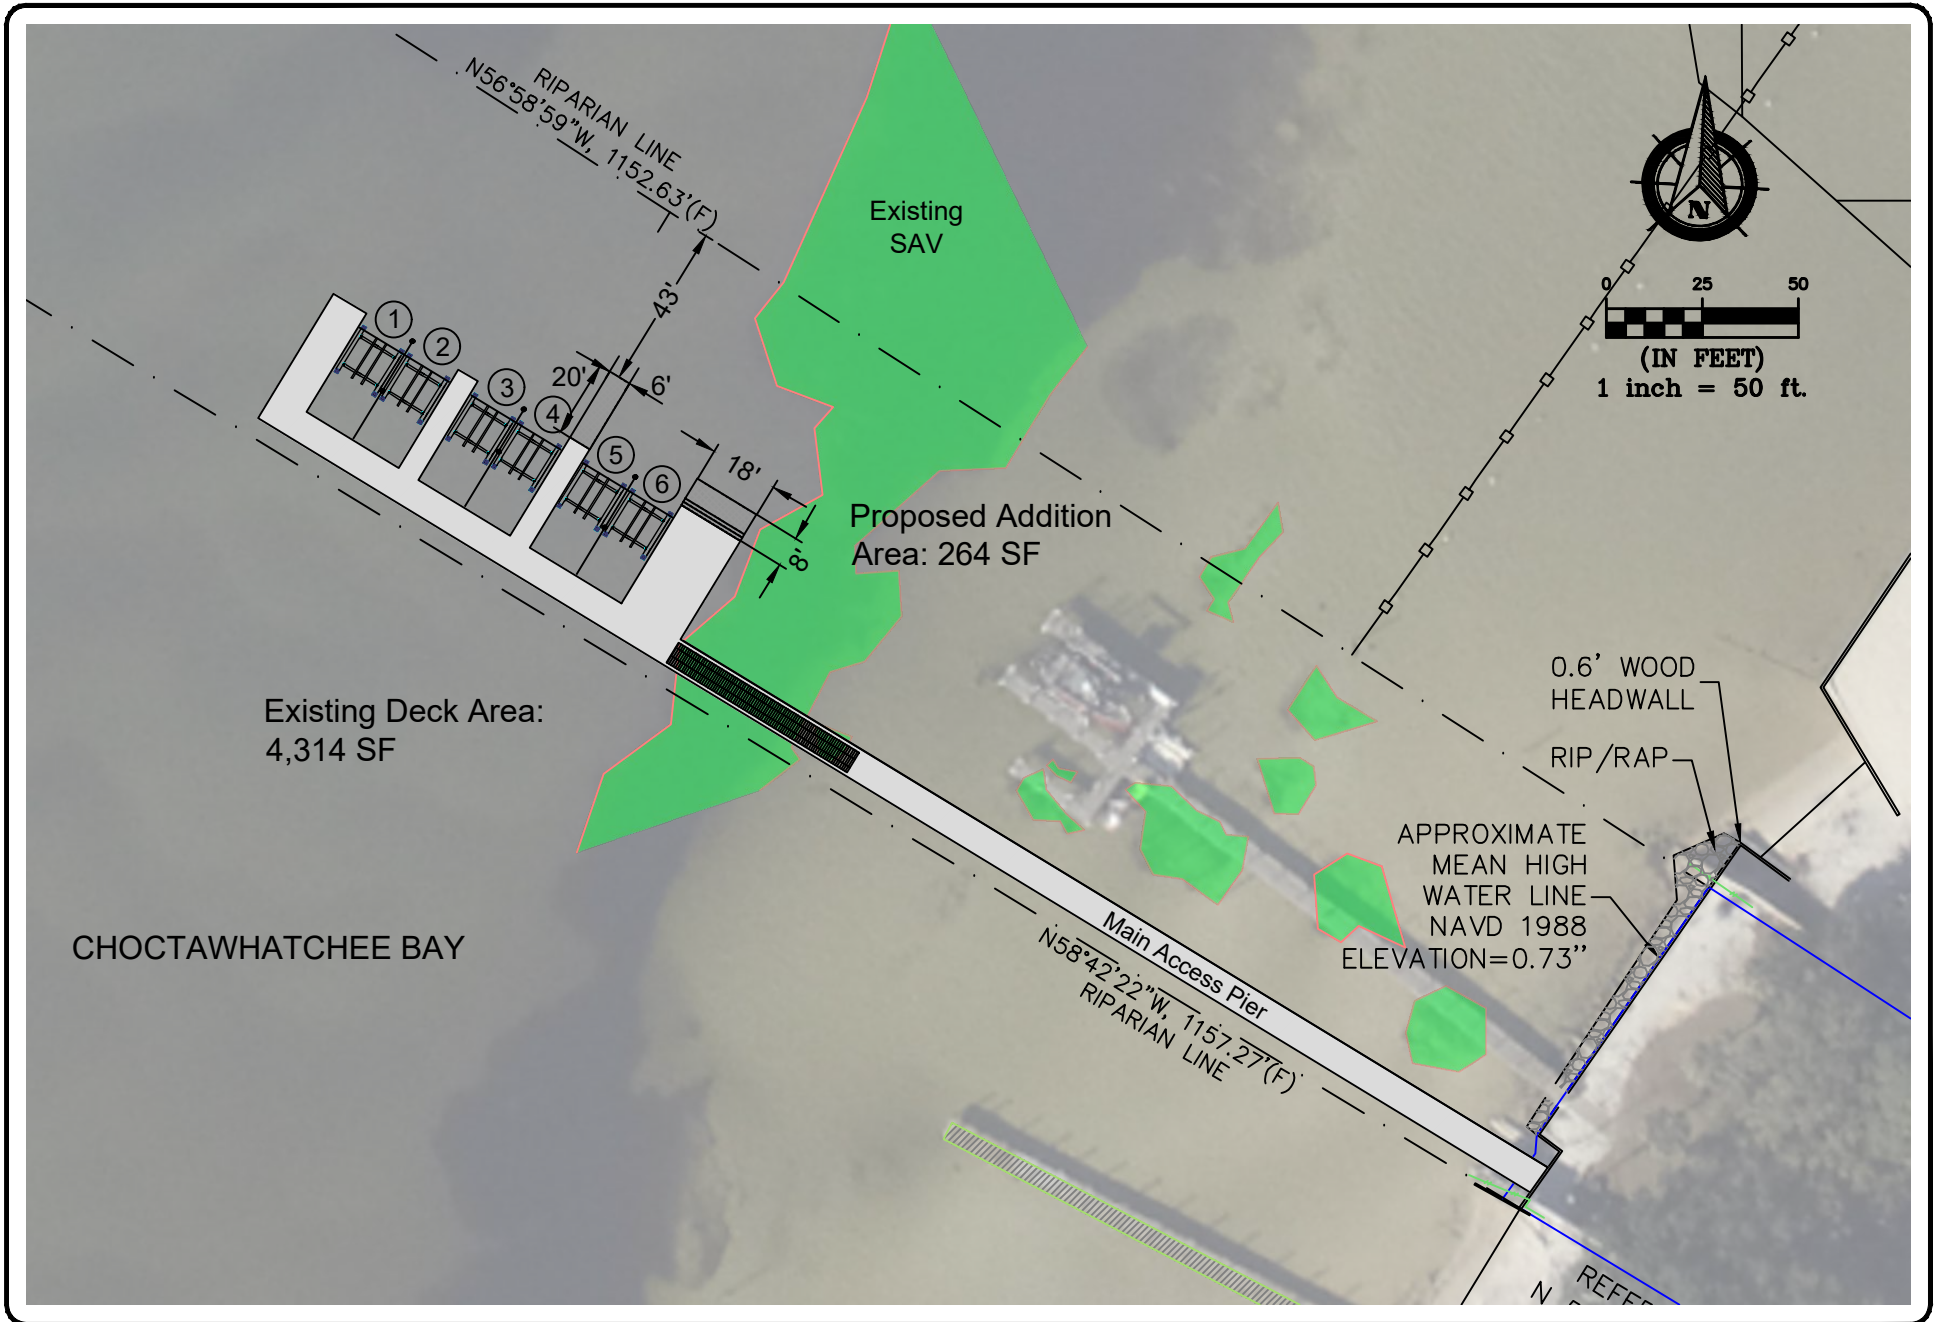 RIPARIAN LINE
N56°58'59"W, 1152.63'(F)
Existing
SAV
N
0 25 50
(IN FEET)
1 inch = 50 ft.
43'
20'
6'
18'
8'
1
2
3
4
5
6
Proposed Addition
Area: 264 SF
Existing Deck Area:
4,314 SF
0.6' WOOD
HEADWALL
RIP/RAP
APPROXIMATE
MEAN HIGH
WATER LINE
NAVD 1988
ELEVATION=0.73"
CHOCTAWHATCHEE BAY
Main Access Pier
N58°42'22"W, 1157.27'(F)
RIPARIAN LINE
REFE
N